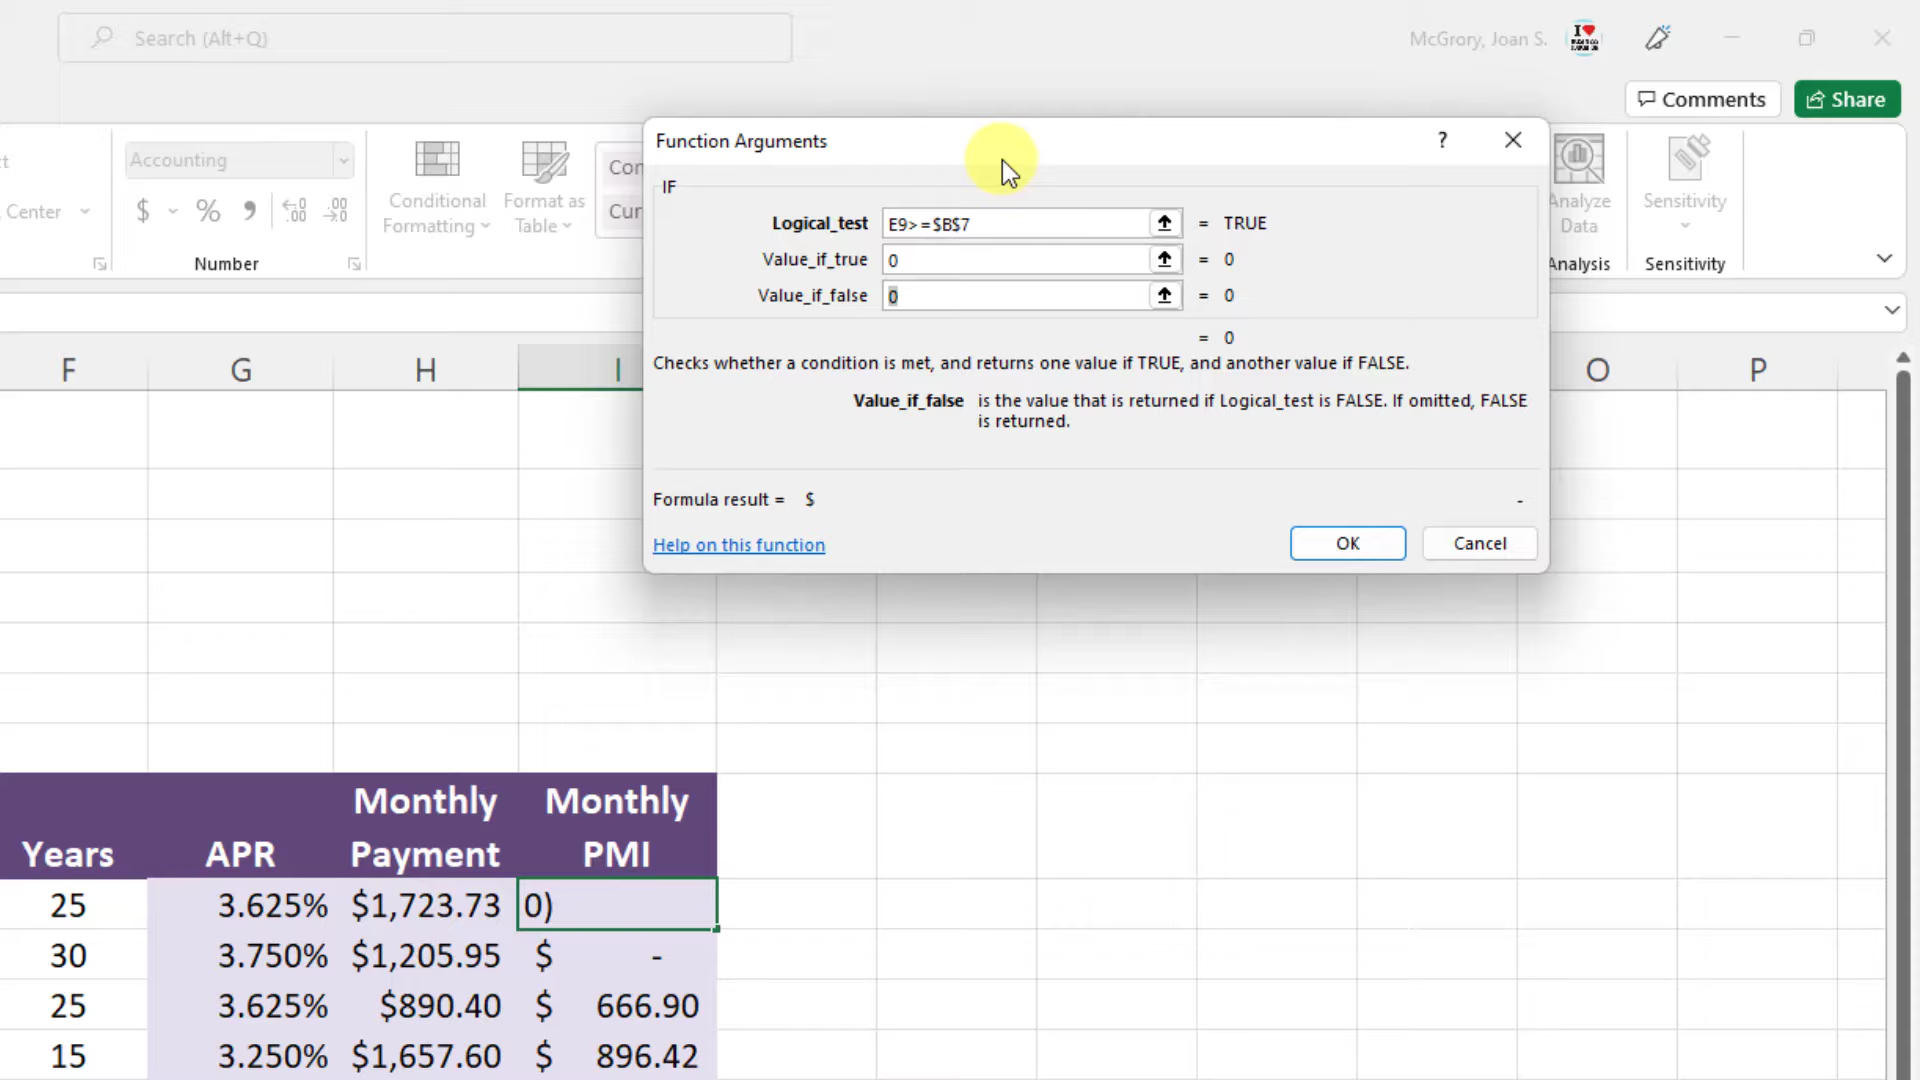 Search (Alt+Q)
McGrory, Joan S.
Comments
Share
Accounting
$ % 9
Center
Number
Conditional
Formatting
Format as
Table
Function Arguments
?
IF
Logical_test E9>=$B$7 = TRUE
Value_if_true 0 = 0
Value_if_false 0 = 0
= 0
Checks whether a condition is met, and returns one value if TRUE, and another value if FALSE.
Value_if_false is the value that is returned if Logical_test is FALSE. If omitted, FALSE
is returned.
Formula result = $ -
Help on this function
OK
Cancel
Analyze
Data
Analysis
Sensitivity
Sensitivity
F G H I O P
Years APR Monthly Payment Monthly PMI
25 3.625% $1,723.73 0)
30 3.750% $1,205.95 $ -
25 3.625% $890.40 $ 666.90
15 3.250% $1,657.60 $ 896.42